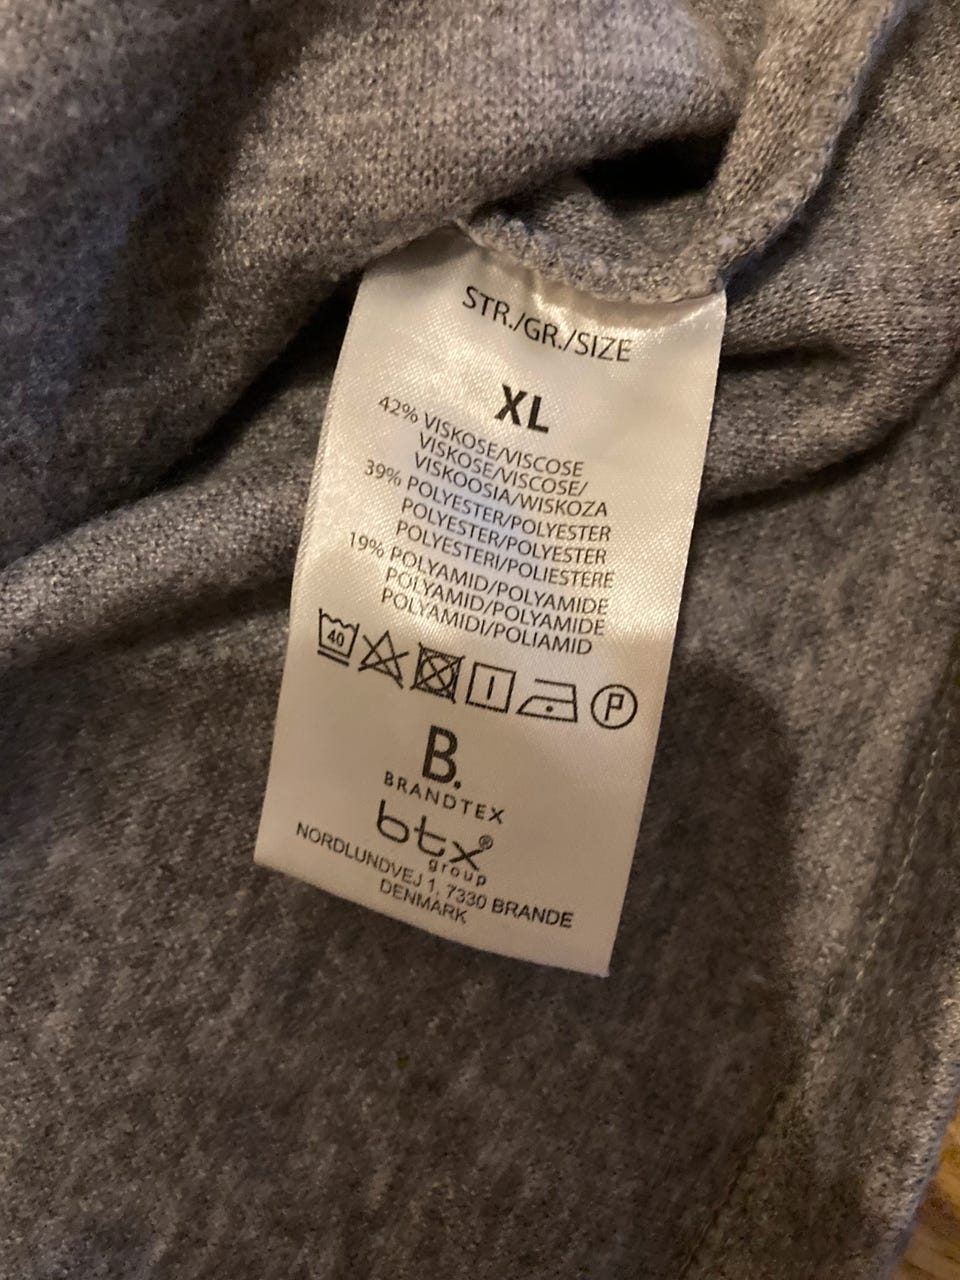 STR./GR./SIZE
XL
42% VISKOSE/VISCOSE
VISKOSE/VISCOSE/
VISKOOSIA/WISKOZA
39% POLYESTER/POLYESTER
POLYESTER/POLYESTER
POLYESTERI/POLIESTERE
19% POLYAMID/POLYAMIDE
POLYAMID/POLYAMIDE
POLYAMIDI/POLIAMID
40 P
B.
BRANDTEX
btx®
group
NORDLUNDVEJ 1, 7330 BRANDE
DENMARK